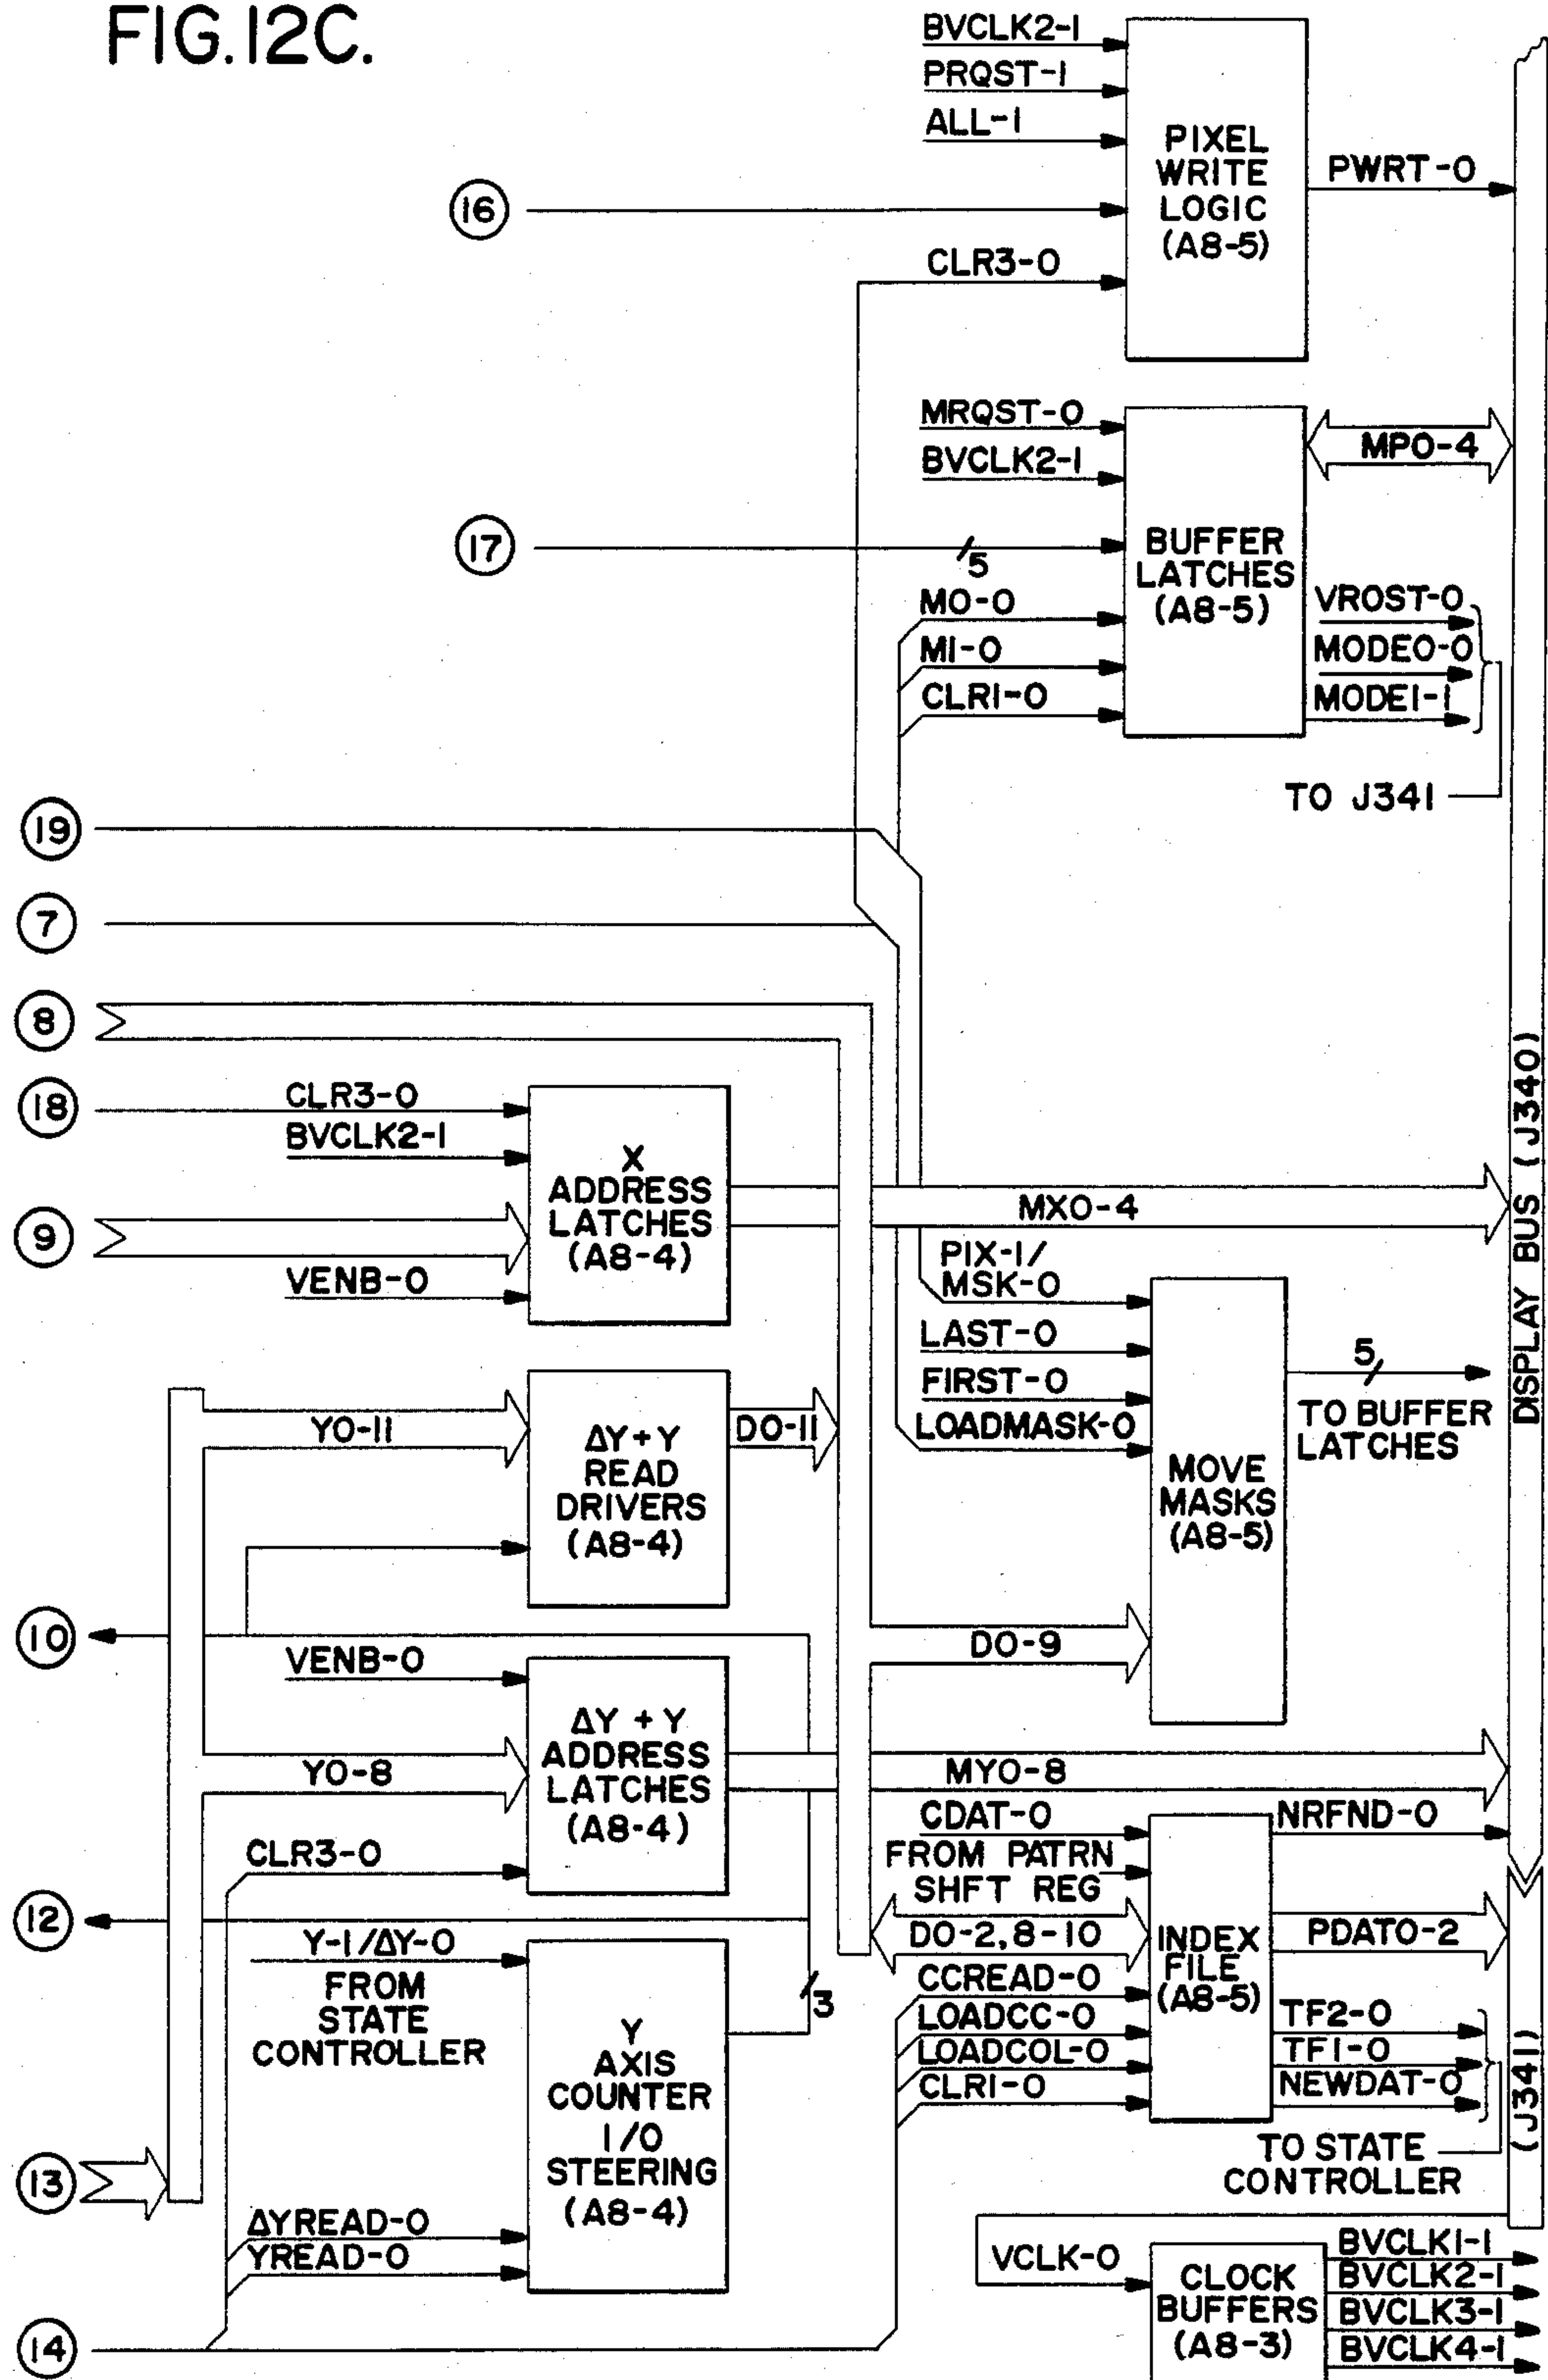 FIG.12C.
BVCLK2-1
PRQST-1
ALL-1
16
CLR3-0
PIXEL
WRITE
LOGIC
(A8-5)
PWRT-0
MRQST-0
BVCLK2-1
17
5
M0-0
M1-0
CLR1-0
BUFFER
LATCHES
(A8-5)
MP0-4
VROST-0
MODE0-0
MODE1-1
TO J341
19
7
8
18
CLR3-0
BVCLK2-1
9
VENB-0
X
ADDRESS
LATCHES
(A8-4)
MX0-4
DISPLAY BUS (J340)
PIX-1/
MSK-0
LAST-0
FIRST-0
LOADMASK-0
MOVE
MASKS
(A8-5)
5
TO BUFFER
LATCHES
Y0-11
ΔY+Y
READ
DRIVERS
(A8-4)
D0-11
10
D0-9
VENB-0
Y0-8
CLR3-0
ΔY + Y
ADDRESS
LATCHES
(A8-4)
MY0-8
CDAT-0
FROM PATRN
SHFT REG
D0-2,8-10
CCREAD-0
LOADCC-0
LOADCOL-0
CLR1-0
INDEX
FILE
(A8-5)
NRFND-0
PDAT0-2
TF2-0
TF1-0
NEWDAT-0
TO STATE
CONTROLLER
(J341)
12
Y-1/ΔY-0
FROM
STATE
CONTROLLER
3
Y
AXIS
COUNTER
I/O
STEERING
(A8-4)
13
ΔYREAD-0
YREAD-0
14
VCLK-0
CLOCK
BUFFERS
(A8-3)
BVCLK1-1
BVCLK2-1
BVCLK3-1
BVCLK4-1